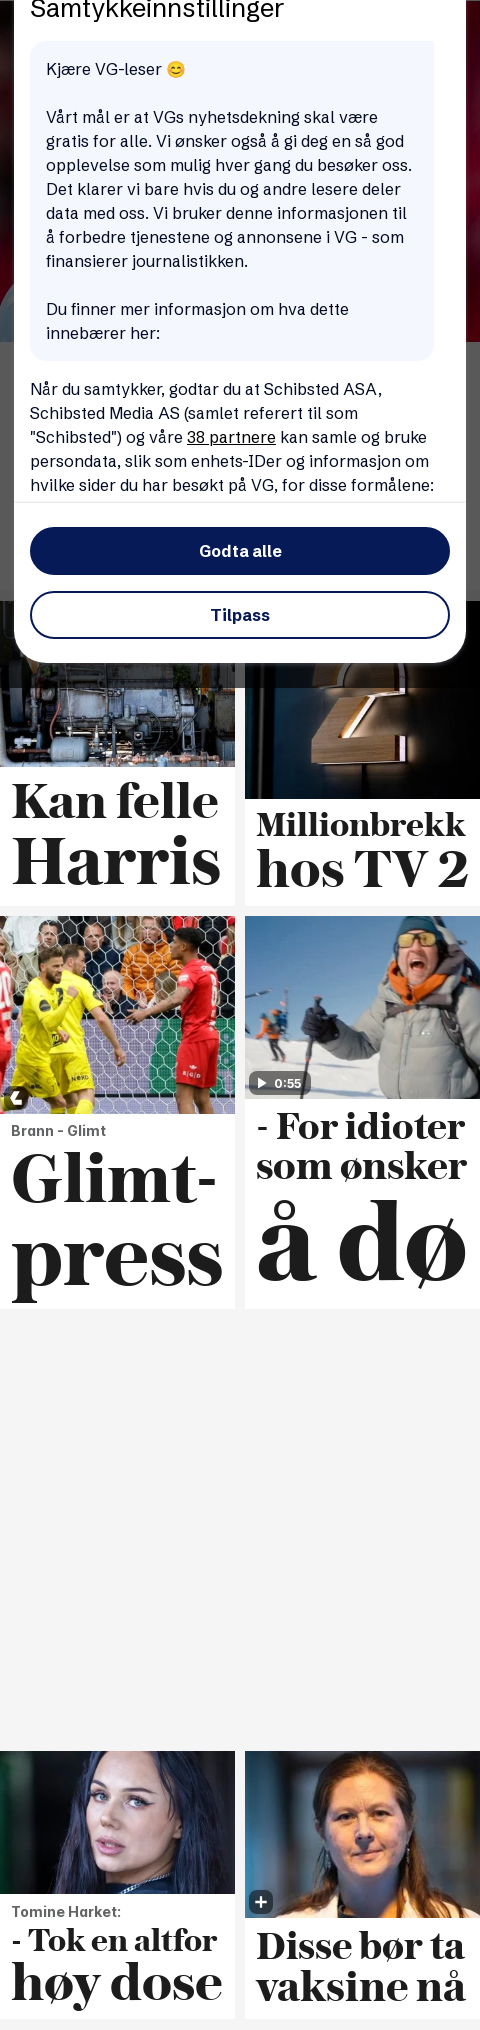 Samtykkeinnstillinger
Kjære VG-leser 😊
Vårt mål er at VGs nyhetsdekning skal være
gratis for alle. Vi ønsker også å gi deg en så god
opplevelse som mulig hver gang du besøker oss.
Det klarer vi bare hvis du og andre lesere deler
data med oss. Vi bruker denne informasjonen til
å forbedre tjenestene og annonsene i VG - som
finansierer journalistikken.
Du finner mer informasjon om hva dette
innebærer her:
Når du samtykker, godtar du at Schibsted ASA,
Schibsted Media AS (samlet referert til som
"Schibsted") og våre 38 partnere kan samle og bruke
persondata, slik som enhets-IDer og informasjon om
hvilke sider du har besøkt på VG, for disse formålene:
Godta alle
Tilpass
Kan felle
Harris
Millionbrekk
hos TV 2
Brann - Glimt
Glimt-
press
0:55
- For idioter
som ønsker
å dø
Tomine Harket:
- Tok en altfor
høy dose
Disse bør ta
vaksine nå